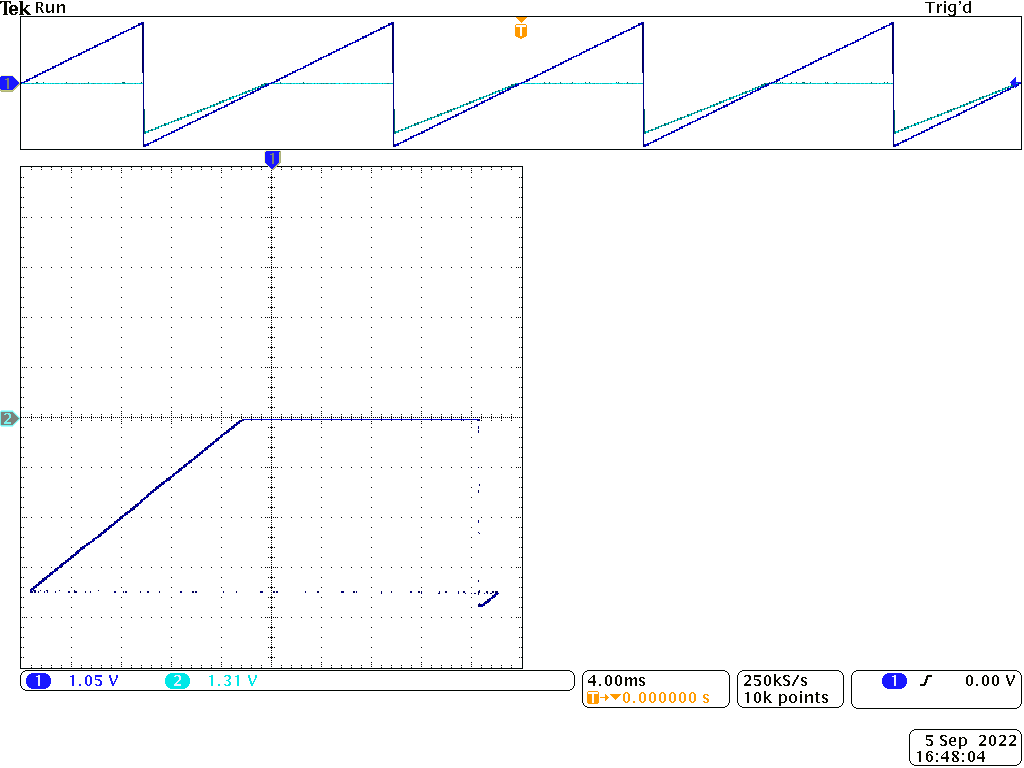 Tek Run Trig'd
T
1
1
2
1 1.05 V 2 1.31 V
4.00ms
T→▼0.000000 s
250kS/s
10k points
1 0.00 V
5 Sep 2022
16:48:04